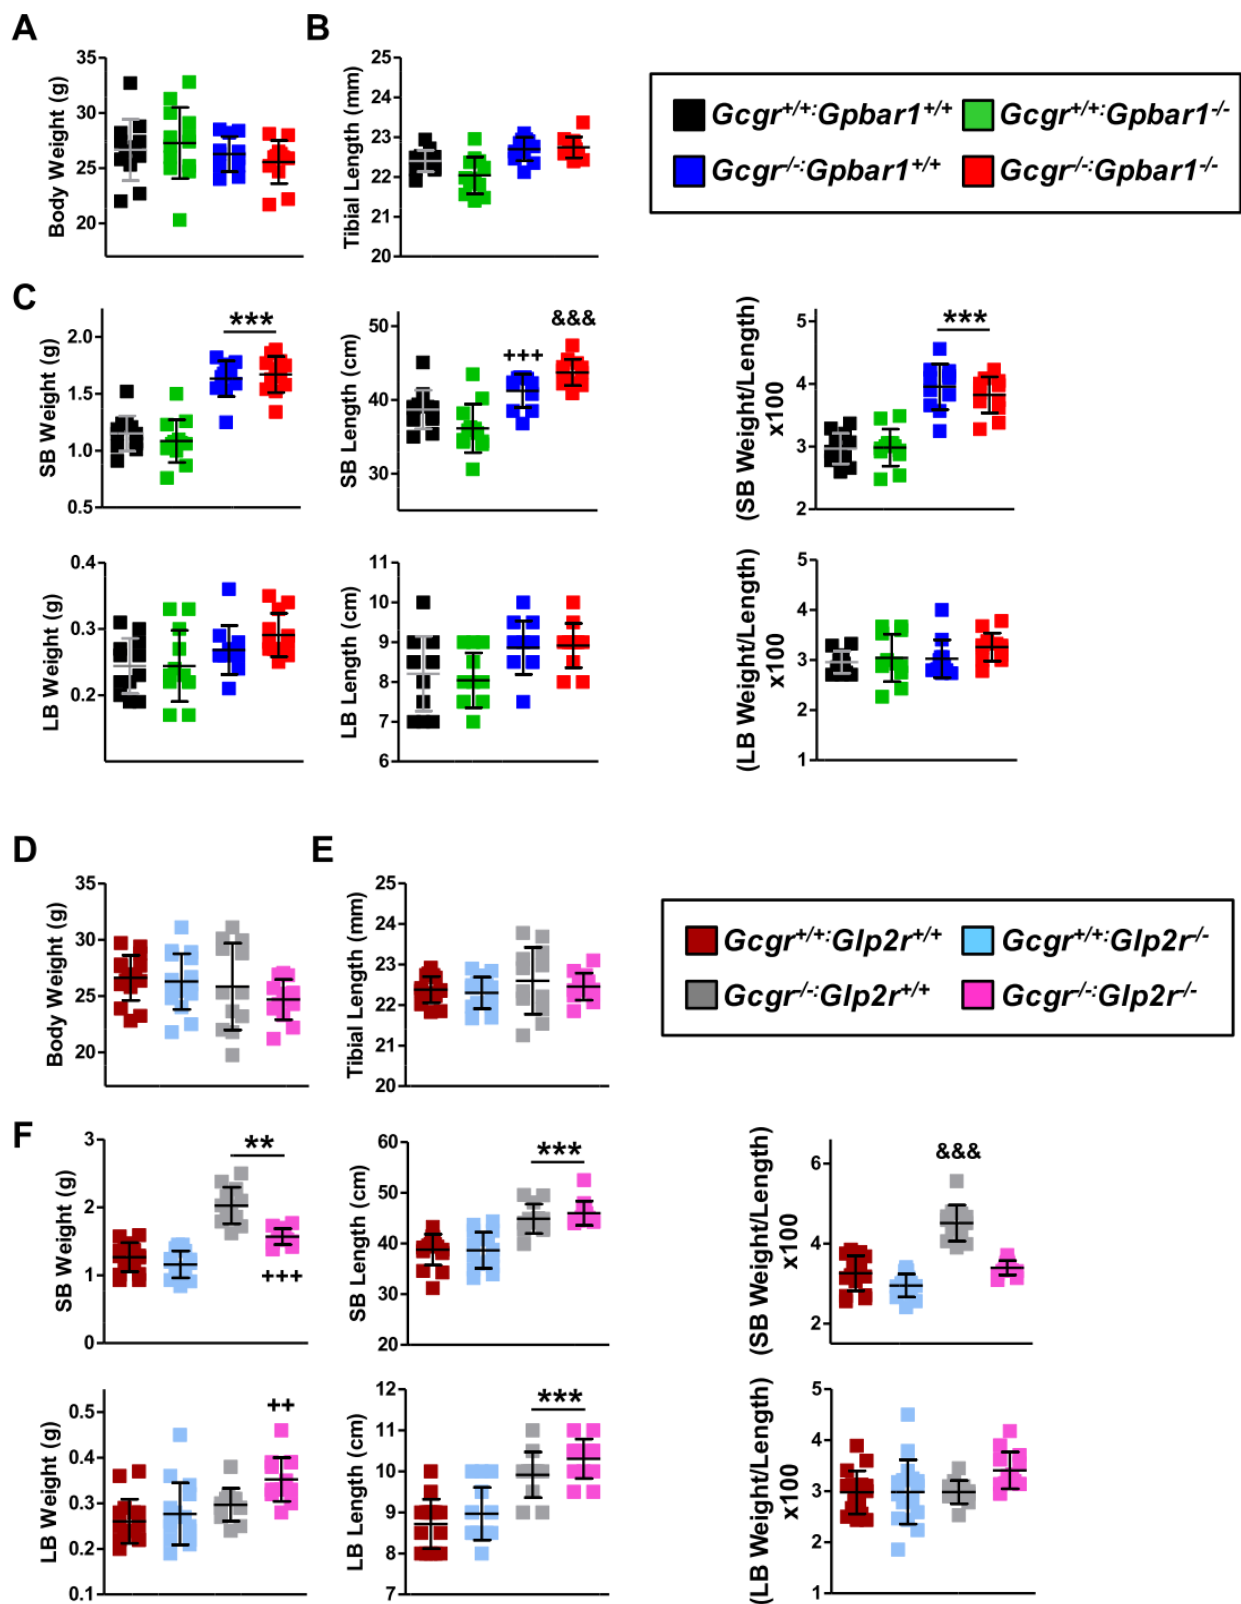 A
B
Body Weight (g)
35
30
25
20
Tibial Length (mm)
25
24
23
22
21
20
Gcgr+/+:Gpbar1+/+
Gcgr+/+:Gpbar1-/-
Gcgr-/-:Gpbar1+/+
Gcgr-/-:Gpbar1-/-
C
SB Weight (g)
2.0
1.5
1.0
0.5
***
SB Length (cm)
50
40
30
+++
&&&
(SB Weight/Length)
x100
5
4
3
2
***
LB Weight (g)
0.4
0.3
0.2
LB Length (cm)
11
10
9
8
7
6
(LB Weight/Length)
x100
5
4
3
2
1
D
E
Body Weight (g)
35
30
25
20
Tibial Length (mm)
25
24
23
22
21
20
Gcgr+/+:Glp2r+/+
Gcgr+/+:Glp2r-/-
Gcgr-/-:Glp2r+/+
Gcgr-/-:Glp2r-/-
F
SB Weight (g)
3
2
1
0
**
+++
SB Length (cm)
60
50
40
30
20
***
(SB Weight/Length)
x100
6
4
2
&&&
LB Weight (g)
0.5
0.4
0.3
0.2
0.1
++
LB Length (cm)
12
11
10
9
8
7
***
(LB Weight/Length)
x100
5
4
3
2
1